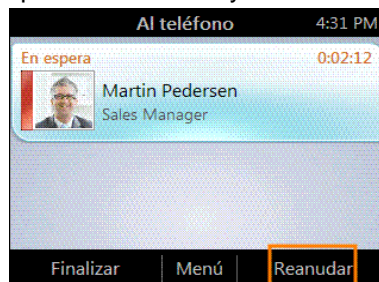 Al teléfono 4:31 PM
En espera 0:02:12
Martin Pedersen
Sales Manager
Finalizar Menú Reanudar